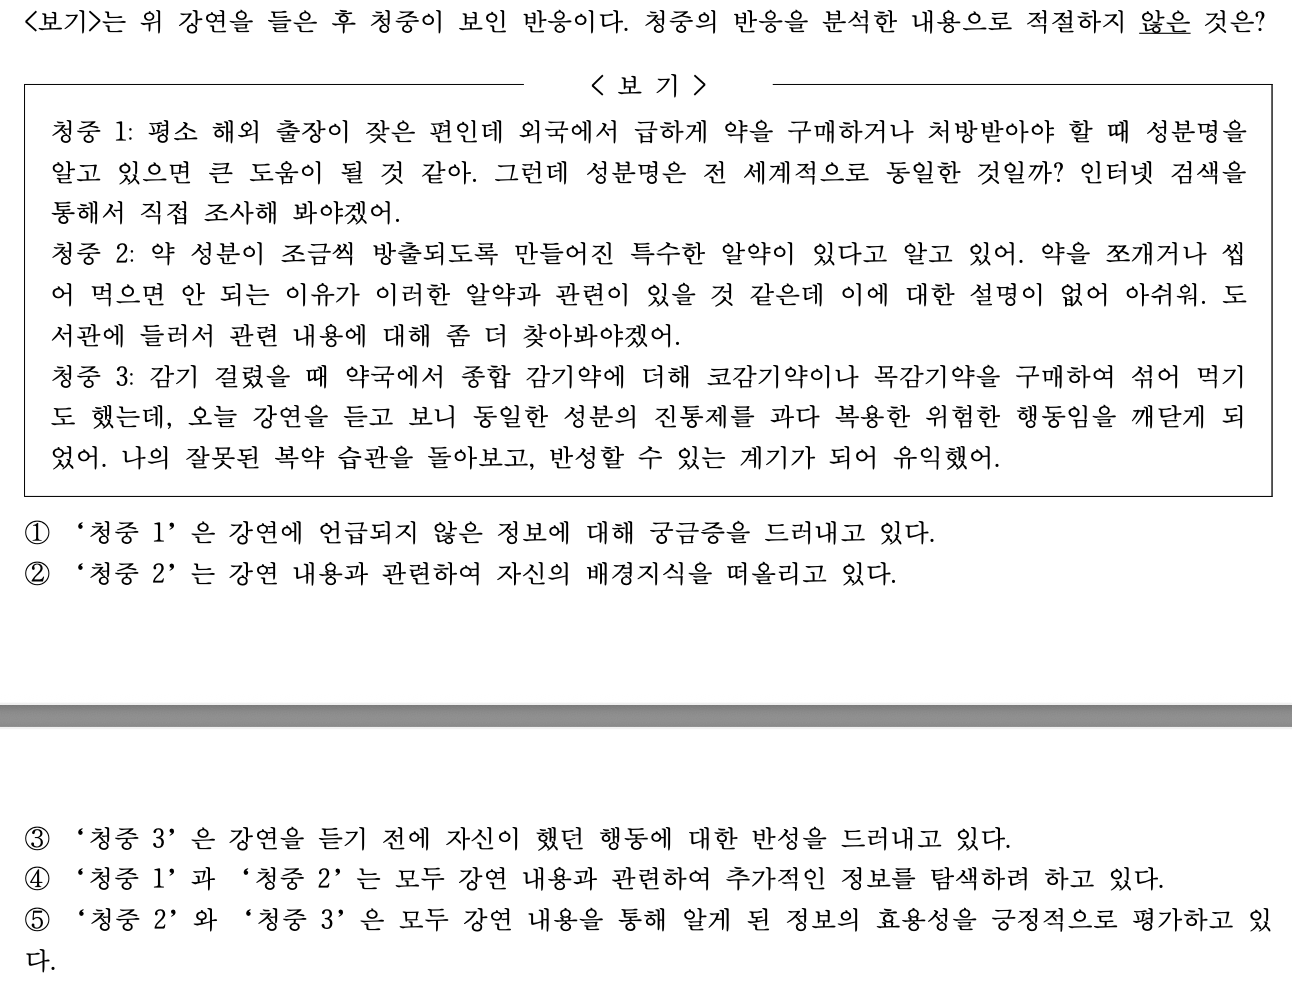 <보기>는 위 강연을 들은 후 청중이 보인 반응이다. 청중의 반응을 분석한 내용으로 적절하지 않은 것은?
< 보 기 >
청중 1: 평소 해외 출장이 잦은 편인데 외국에서 급하게 약을 구매하거나 처방받아야 할 때 성분명을
알고 있으면 큰 도움이 될 것 같아. 그런데 성분명은 전 세계적으로 동일한 것일까? 인터넷 검색을
통해서 직접 조사해 봐야겠어.
청중 2: 약 성분이 조금씩 방출되도록 만들어진 특수한 알약이 있다고 알고 있어. 약을 쪼개거나 씹
어 먹으면 안 되는 이유가 이러한 알약과 관련이 있을 것 같은데 이에 대한 설명이 없어 아쉬워. 도
서관에 들러서 관련 내용에 대해 좀 더 찾아봐야겠어.
청중 3: 감기 걸렸을 때 약국에서 종합 감기약에 더해 코감기약이나 목감기약을 구매하여 섞어 먹기
도 했는데, 오늘 강연을 듣고 보니 동일한 성분의 진통제를 과다 복용한 위험한 행동임을 깨닫게 되
었어. 나의 잘못된 복약 습관을 돌아보고, 반성할 수 있는 계기가 되어 유익했어.
① ‘청중 1’은 강연에 언급되지 않은 정보에 대해 궁금증을 드러내고 있다.
② ‘청중 2’는 강연 내용과 관련하여 자신의 배경지식을 떠올리고 있다.
③ ‘청중 3’은 강연을 듣기 전에 자신이 했던 행동에 대한 반성을 드러내고 있다.
④ ‘청중 1’과 ‘청중 2’는 모두 강연 내용과 관련하여 추가적인 정보를 탐색하려 하고 있다.
⑤ ‘청중 2’와 ‘청중 3’은 모두 강연 내용을 통해 알게 된 정보의 효용성을 긍정적으로 평가하고 있
다.